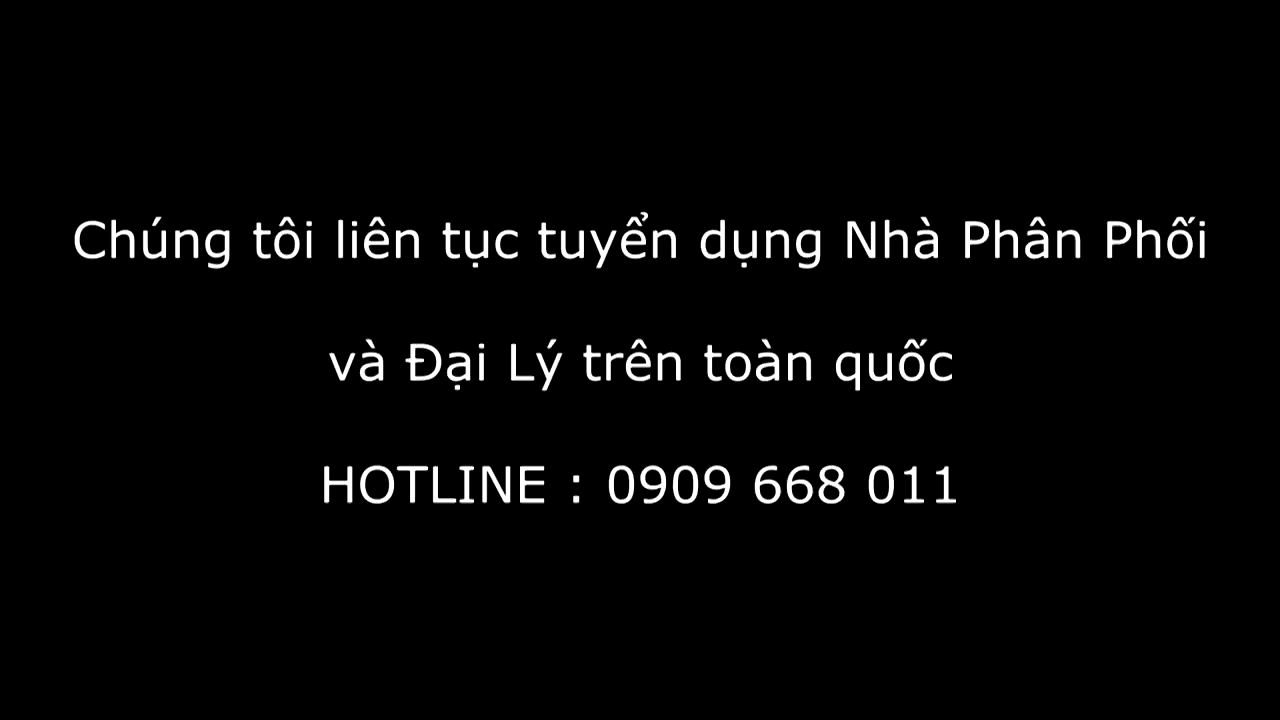 Chúng tôi liên tục tuyển dụng Nhà Phân Phối
và Đại Lý trên toàn quốc
HOTLINE : 0909 668 011